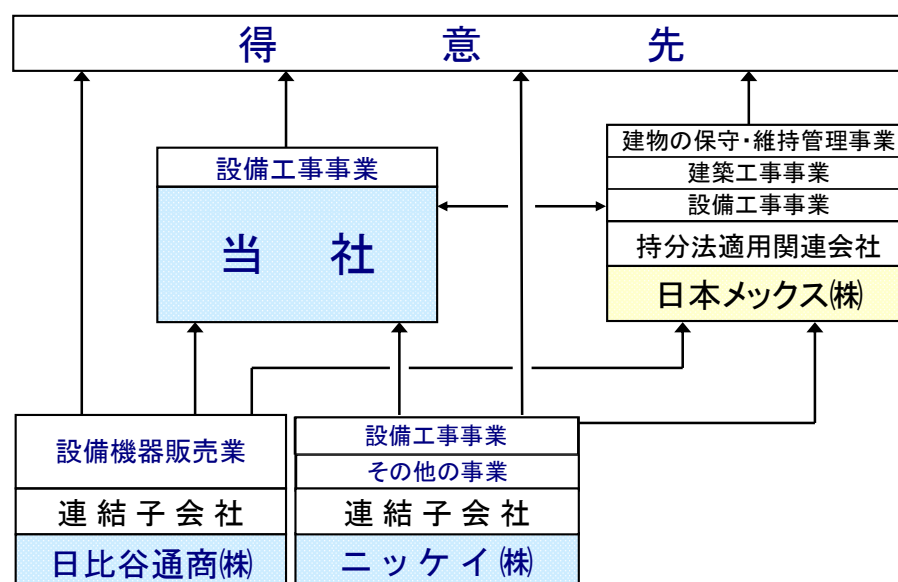 得意先
設備工事事業
当社
建物の保守・維持管理事業
建築工事事業
設備工事事業
持分法適用関連会社
日本メックス㈱
設備機器販売業
連結子会社
日比谷通商㈱
設備工事事業
その他の事業
連結子会社
ニッケイ㈱